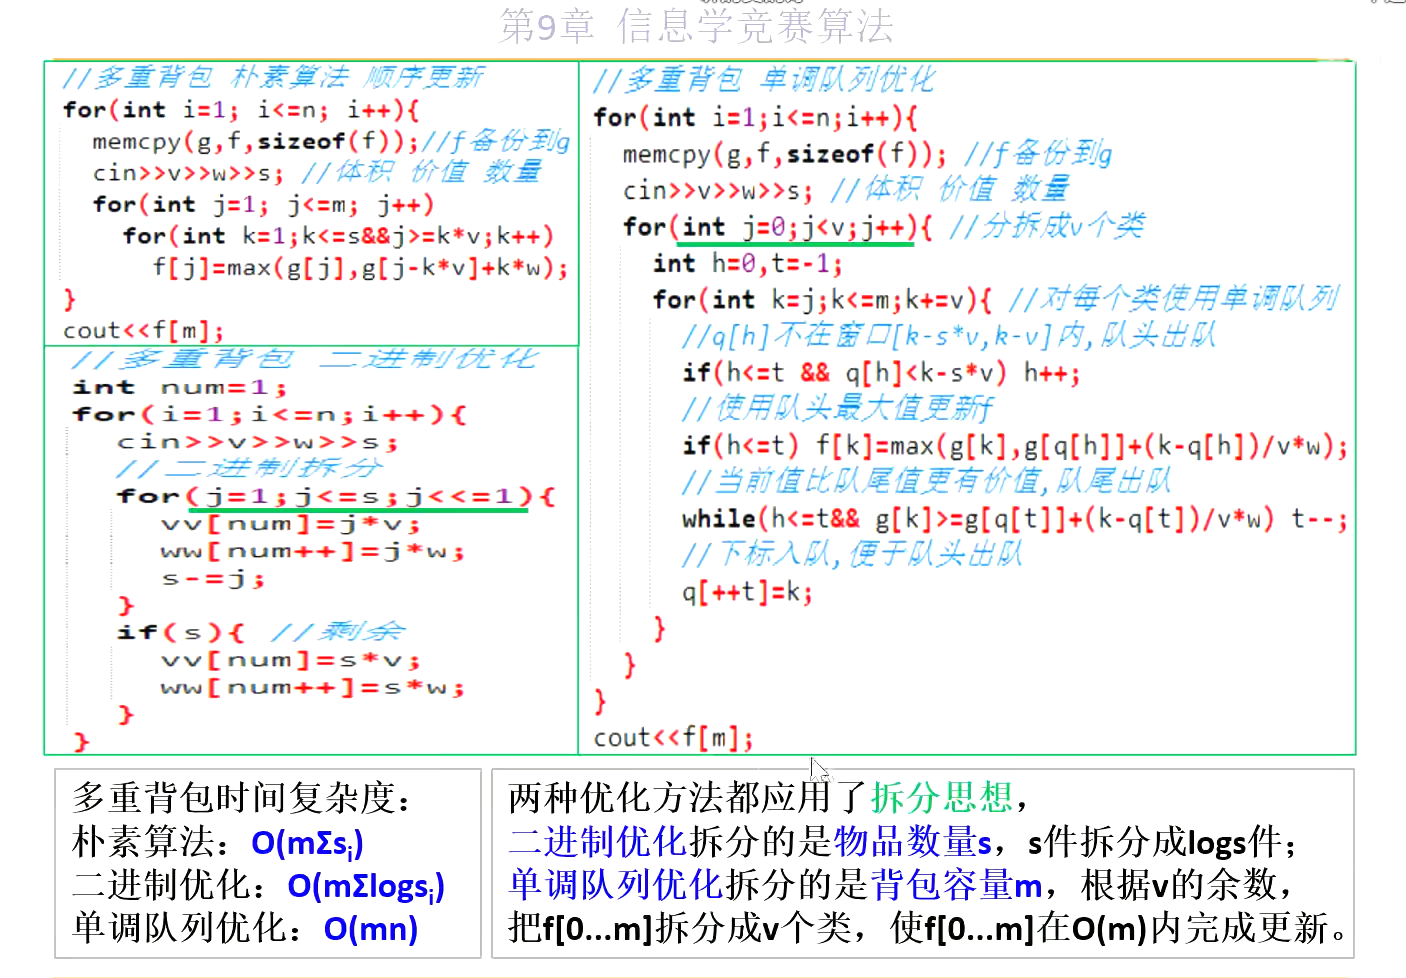 第9章 信息学竞赛算法
//多重背包 朴素算法 顺序更新
for(int i=1; i<=n; i++){
memcpy(g,f,sizeof(f));//f备份到g
cin>>v>>w>>s; //体积 价值 数量
for(int j=1; j<=m; j++)
for(int k=1;k<=s&&j>=k*v;k++)
f[j]=max(g[j],g[j-k*v]+k*w);
}
cout<<f[m];
//多重背包 二进制优化
int num=1;
for(i=1;i<=n;i++){
cin>>v>>w>>s;
//二进制拆分
for(j=1;j<=s;j<<=1){
vv[num]=j*v;
ww[num++]=j*w;
s-=j;
}
if(s){ //剩余
vv[num]=s*v;
ww[num++]=s*w;
}
}
//多重背包 单调队列优化
for(int i=1;i<=n;i++){
memcpy(g,f,sizeof(f)); //f备份到g
cin>>v>>w>>s; //体积 价值 数量
for(int j=0;j<v;j++){ //分拆成v个类
int h=0,t=-1;
for(int k=j;k<=m;k+=v){ //对每个类使用单调队列
//q[h]不在窗口[k-s*v,k-v]内,队头出队
if(h<=t && q[h]<k-s*v) h++;
//使用队头最大值更新f
if(h<=t) f[k]=max(g[k],g[q[h]]+(k-q[h])/v*w);
//当前值比队尾值更有价值,队尾出队
while(h<=t&& g[k]>=g[q[t]]+(k-q[t])/v*w) t--;
//下标入队,便于队头出队
q[++t]=k;
}
}
}
cout<<f[m];
多重背包时间复杂度：
朴素算法：O(mΣsi)
二进制优化：O(mΣlogsi)
单调队列优化：O(mn)
两种优化方法都应用了拆分思想，
二进制优化拆分的是物品数量s，s件拆分成logs件；
单调队列优化拆分的是背包容量m，根据v的余数，
把f[0...m]拆分成v个类，使f[0...m]在O(m)内完成更新。